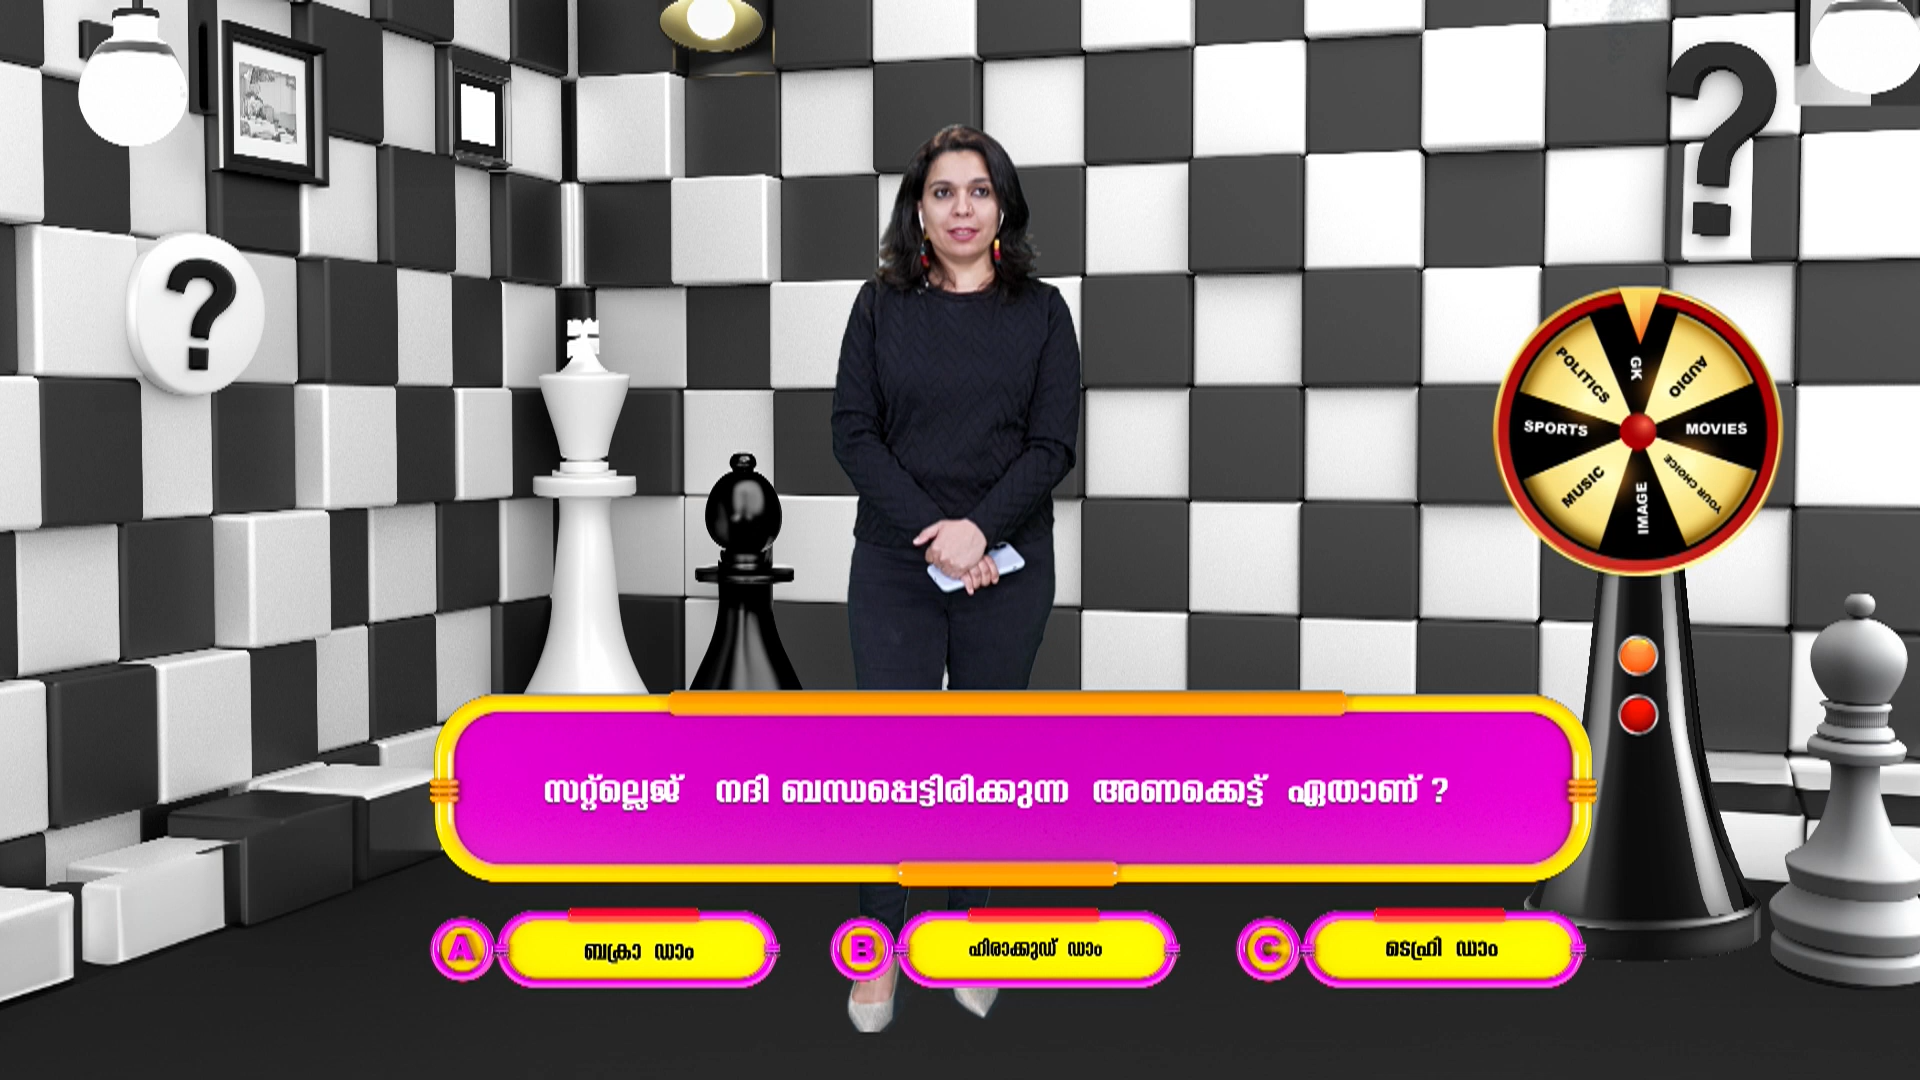 ?
?
GK
AUDIO
MOVIES
YOUR CHOICE
IMAGE
MUSIC
SPORTS
POLITICS
സറ്റ്ലെജ് നദി ബന്ധപ്പെട്ടിരിക്കുന്ന അണക്കെട്ട് ഏതാണ് ?
A ബക്രാ ഡാം
B ഹിരാക്കുഡ് ഡാം
C ടെഹ്‌രി ഡാം